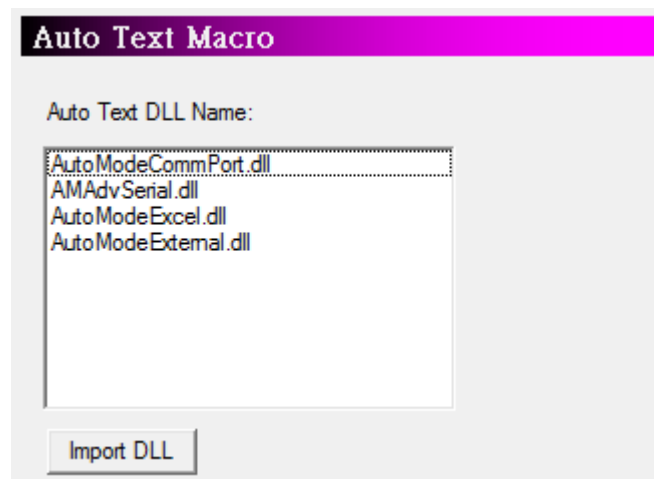 Auto Text Macro
Auto Text DLL Name:
AutoModeCommPort.dll
AMAdvSerial.dll
AutoModeExcel.dll
AutoModeExternal.dll
Import DLL